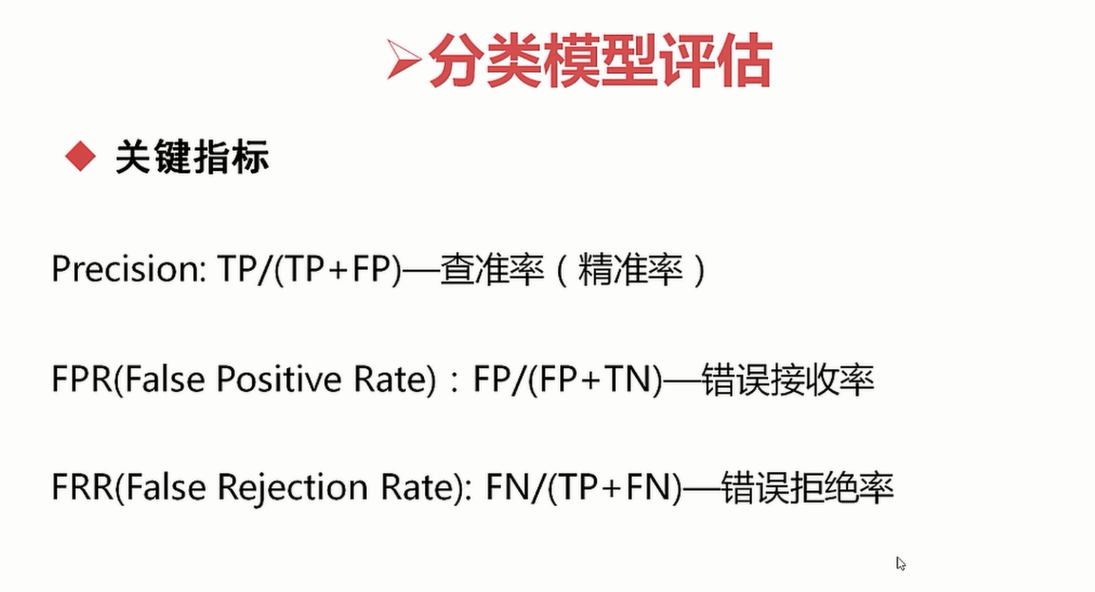 分类模型评估
关键指标
Precision: TP/(TP+FP)—查准率（精准率）
FPR(False Positive Rate)：FP/(FP+TN)—错误接收率
FRR(False Rejection Rate): FN/(TP+FN)—错误拒绝率